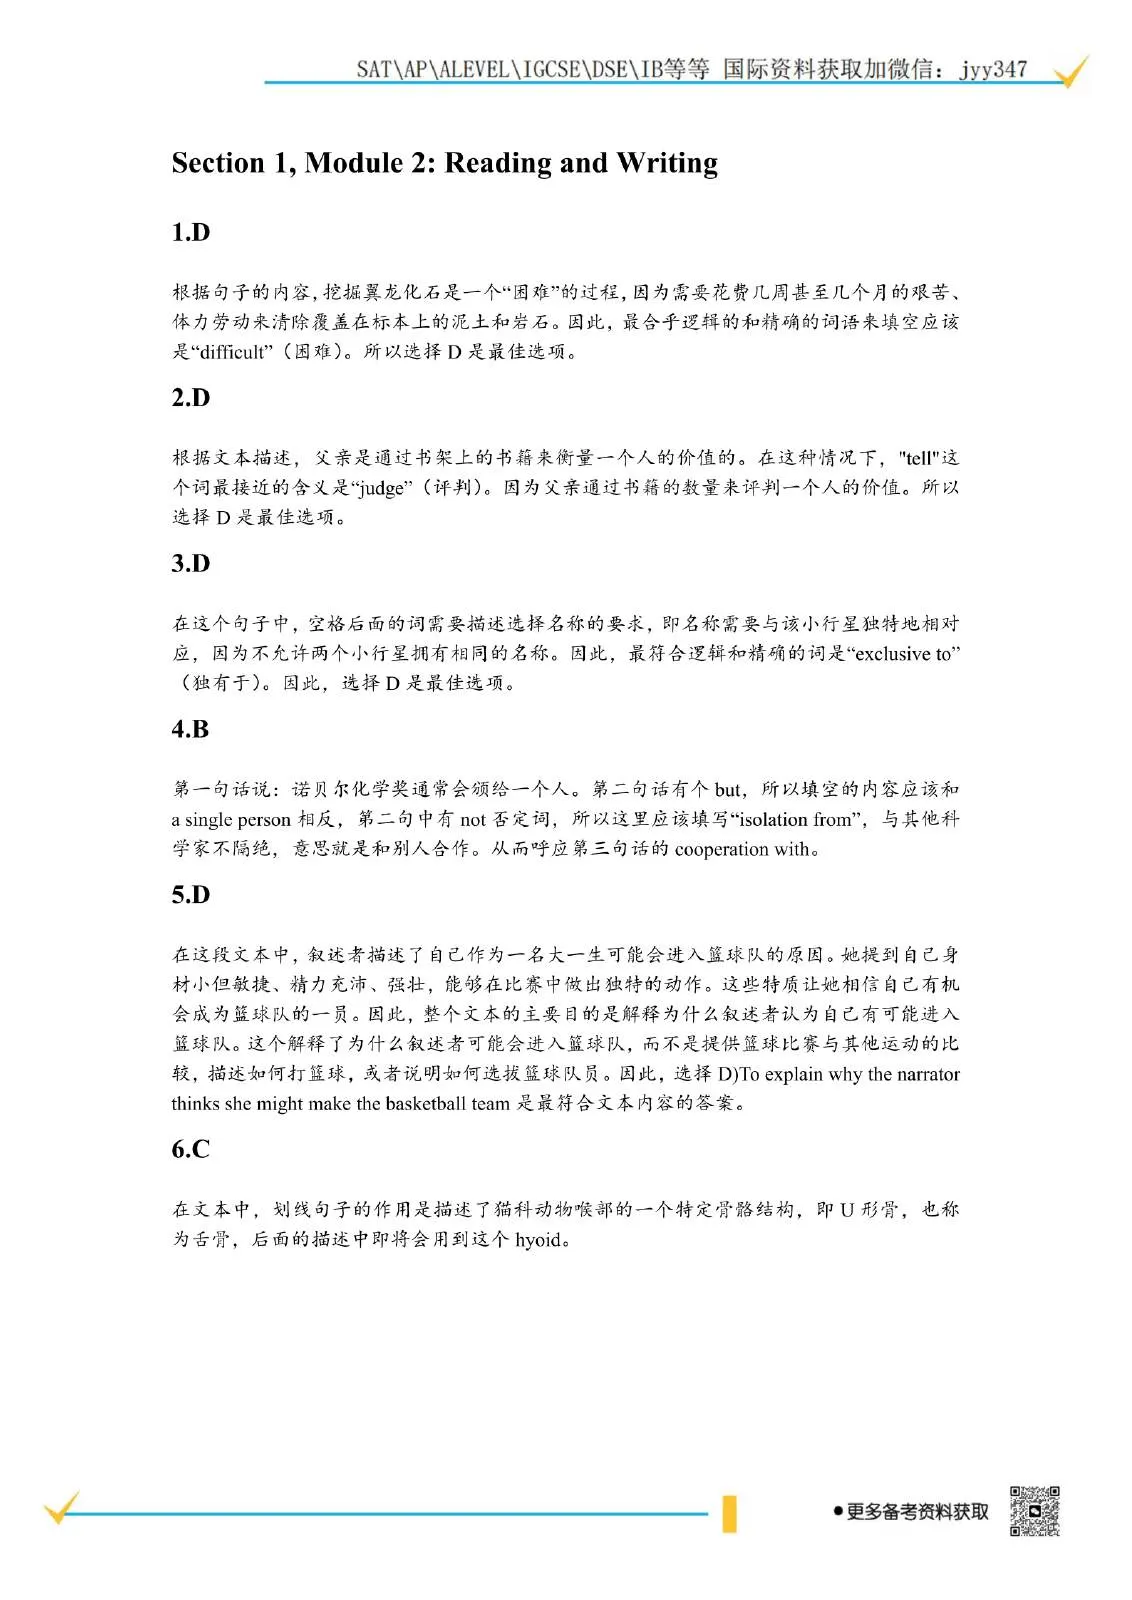 SAT\AP\ALEVEL\IGCSE\DSE\IB等等 国际资料获取加微信：jyy347
Section 1, Module 2: Reading and Writing
1.D
根据句子的内容，挖掘翼龙化石是一个“困难”的过程，因为需要花费几周甚至几个月的艰苦、
体力劳动来清除覆盖在标本上的泥土和岩石。因此，最合乎逻辑的和精确的词语来填空应该
是“difficult”（困难）。所以选择 D 是最佳选项。
2.D
根据文本描述，父亲是通过书架上的书籍来衡量一个人的价值的。在这种情况下，"tell"这
个词最接近的含义是“judge”（评判）。因为父亲通过书籍的数量来评判一个人的价值。所以
选择 D 是最佳选项。
3.D
在这个句子中，空格后面的词需要描述选择名称的要求，即名称需要与该小行星独特地相对
应，因为不允许两个小行星拥有相同的名称。因此，最符合逻辑和精确的词是“exclusive to”
（独有于）。因此，选择 D 是最佳选项。
4.B
第一句话说：诺贝尔化学奖通常会颁给一个人。第二句话有个 but，所以填空的内容应该和
a single person 相反，第二句中有 not 否定词，所以这里应该填写“isolation from”，与其他科
学家不隔绝，意思就是和别人合作。从而呼应第三句话的 cooperation with。
5.D
在这段文本中，叙述者描述了自己作为一名大一生可能会进入篮球队的原因。她提到自己身
材小但敏捷、精力充沛、强壮，能够在比赛中做出独特的动作。这些特质让她相信自己有机
会成为篮球队的一员。因此，整个文本的主要目的是解释为什么叙述者认为自己有可能进入
篮球队。这个解释了为什么叙述者可能会进入篮球队，而不是提供篮球比赛与其他运动的比
较，描述如何打篮球，或者说明如何选拔篮球队员。因此，选择 D)To explain why the narrator
thinks she might make the basketball team 是最符合文本内容的答案。
6.C
在文本中，划线句子的作用是描述了猫科动物喉部的一个特定骨骼结构，即 U 形骨，也称
为舌骨，后面的描述中即将会用到这个 hyoid。
●更多备考资料获取